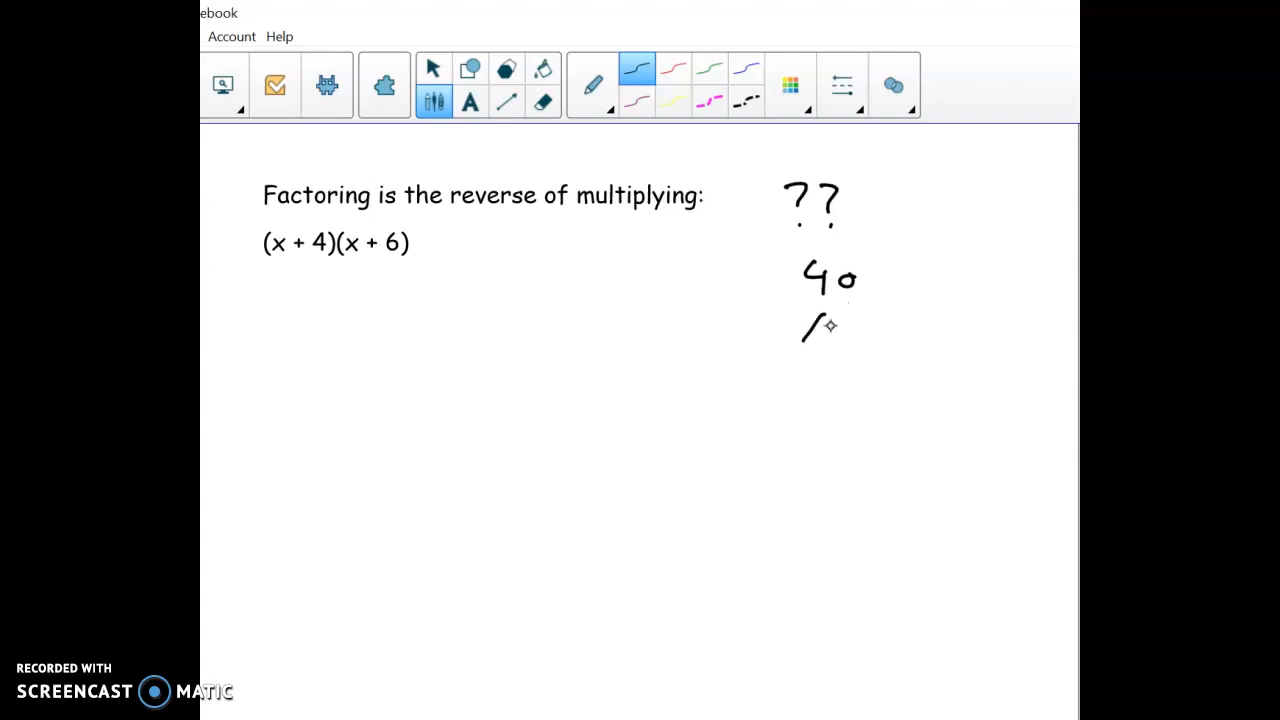 ebook
Account Help
A
Factoring is the reverse of multiplying:
??
(x + 4)(x + 6)
40
/
RECORDED WITH
SCREENCAST MATIC